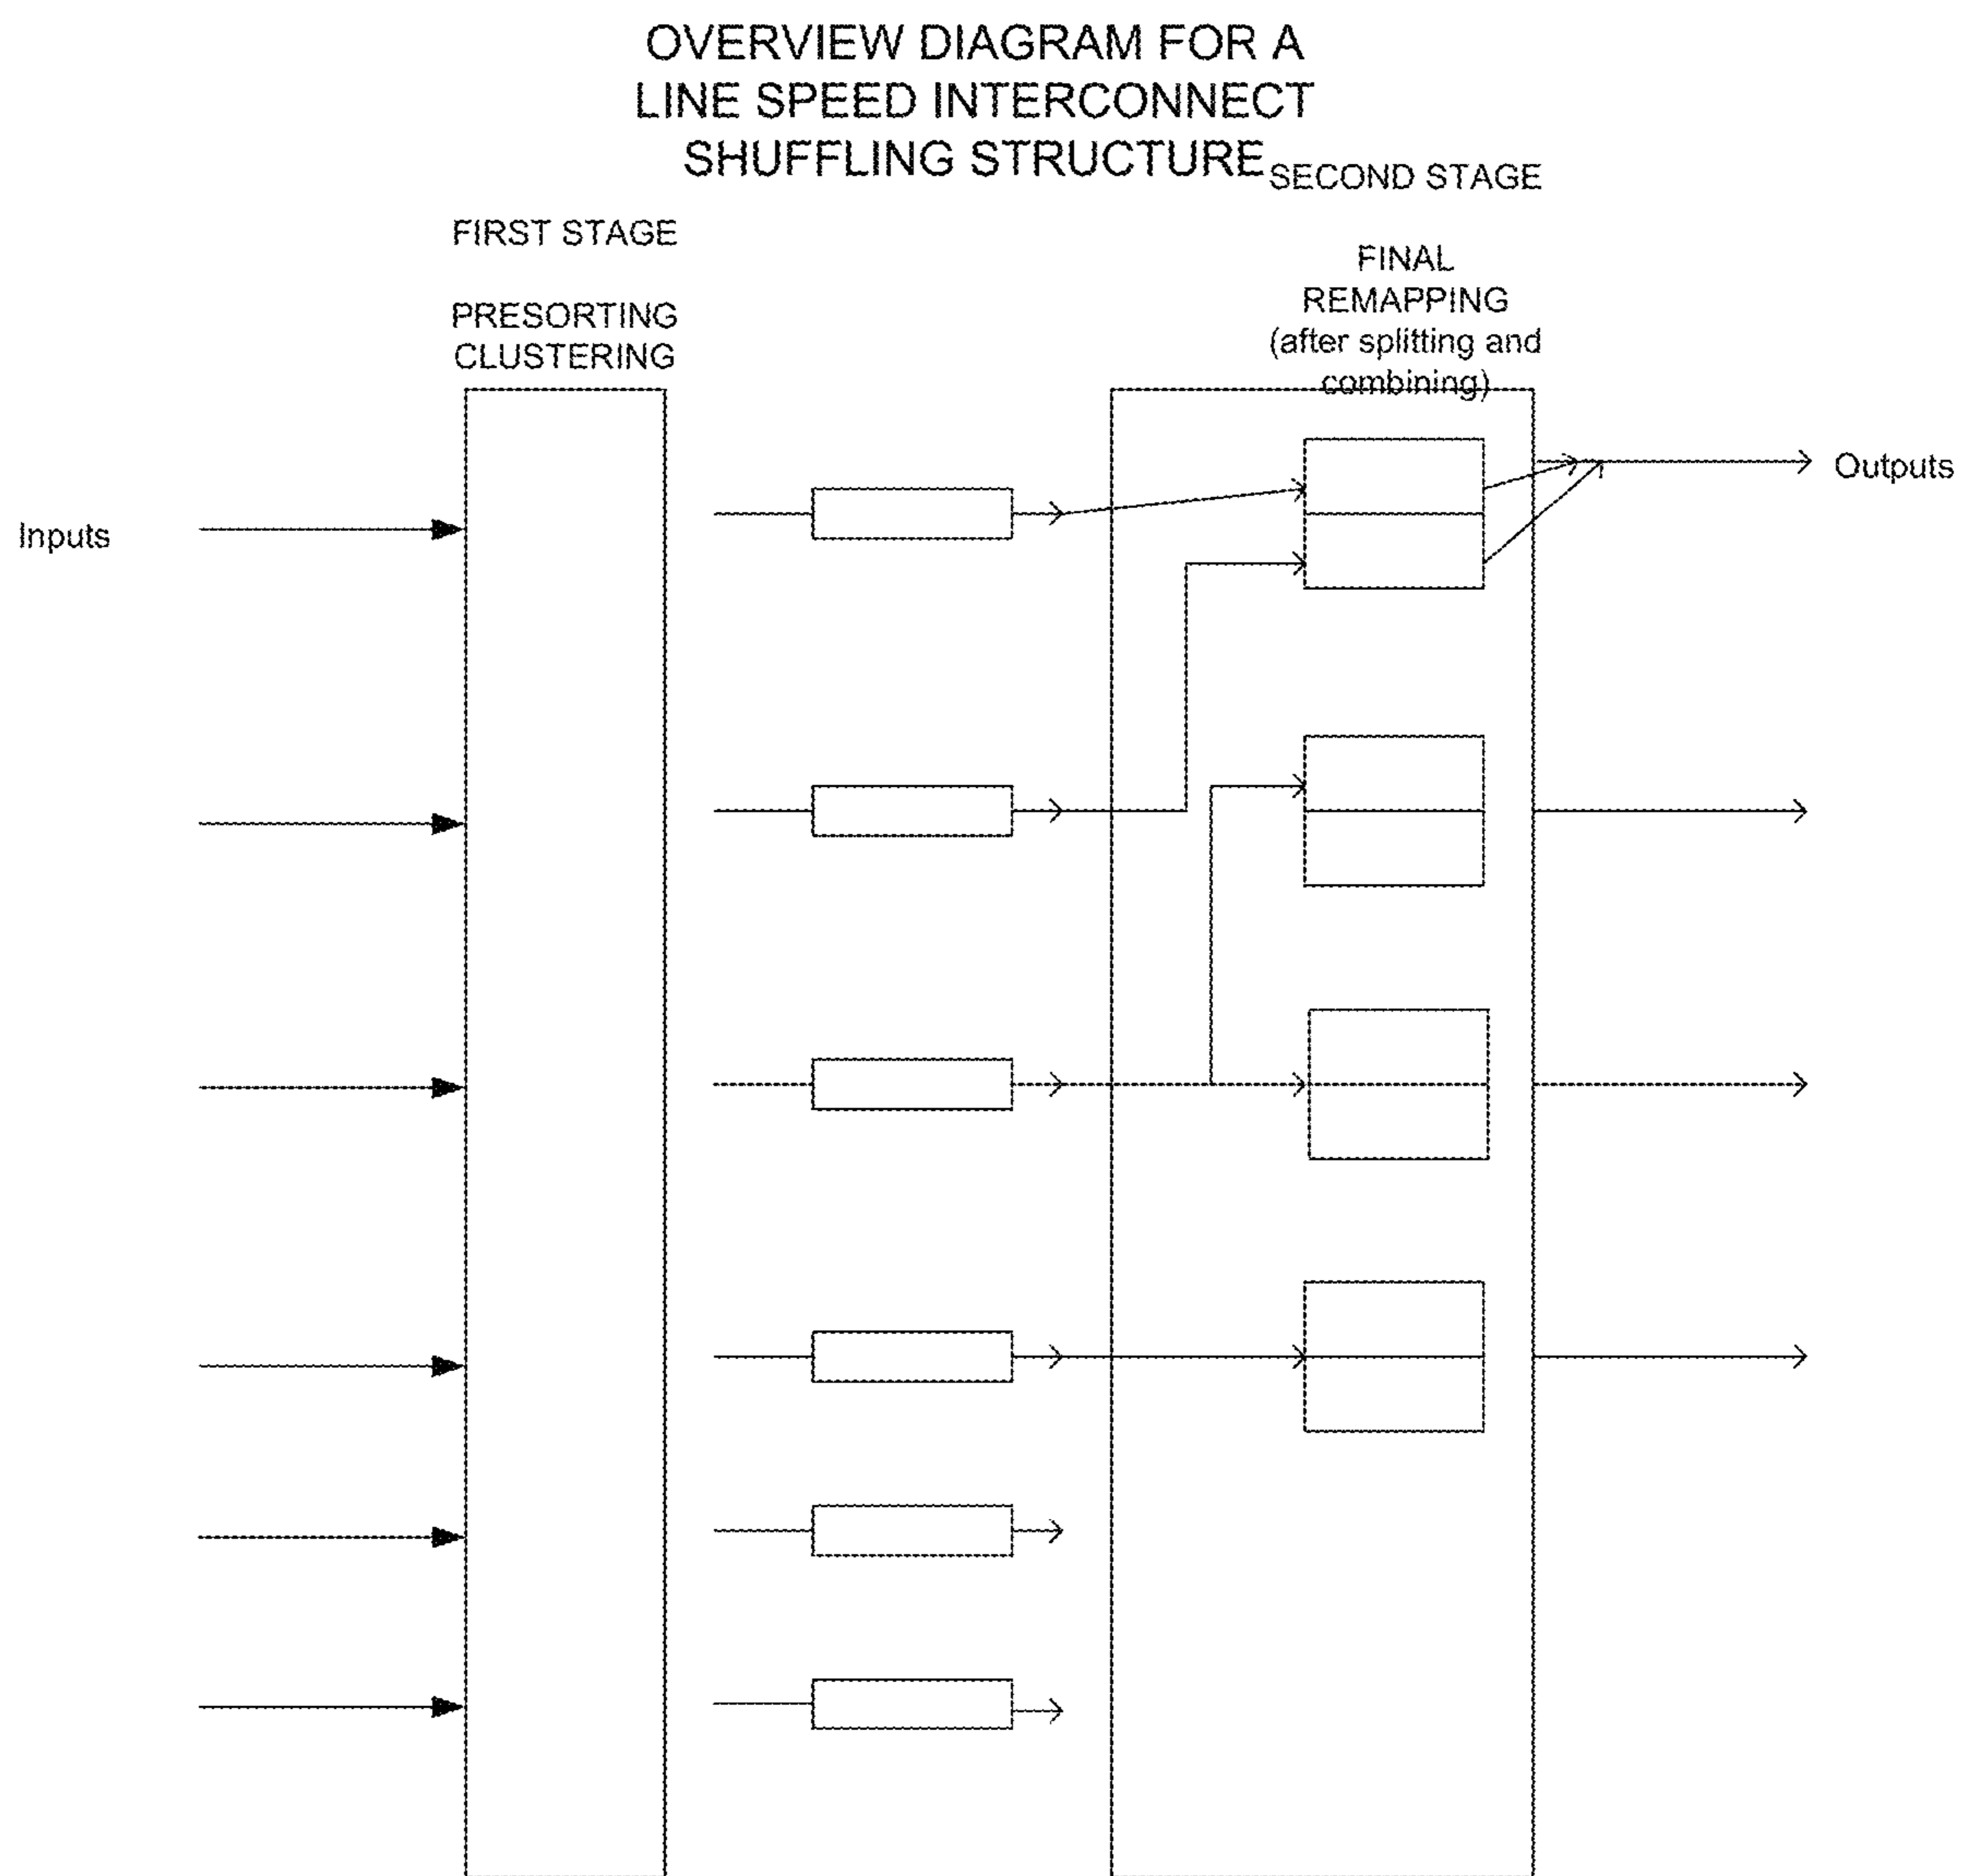 OVERVIEW DIAGRAM FOR A
LINE SPEED INTERCONNECT
SHUFFLING STRUCTURE
SECOND STAGE
FIRST STAGE
PRESORTING
CLUSTERING
FINAL
REMAPPING
(after splitting and
combining)
Inputs
Outputs